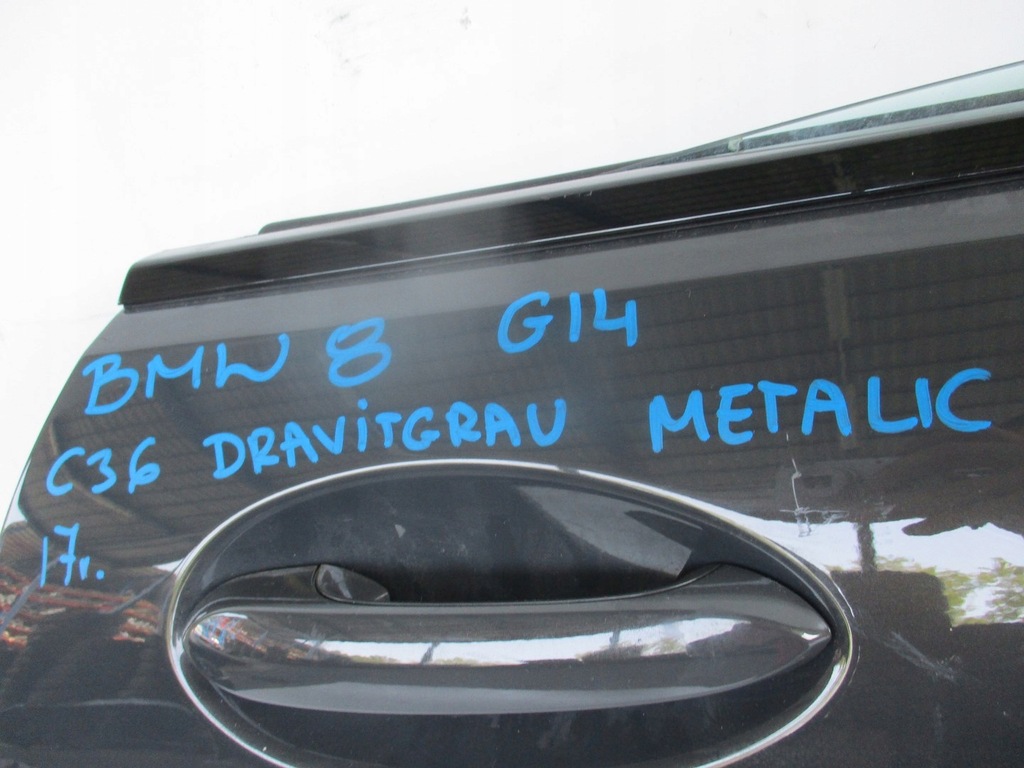 BMW 8 G14
C36 DRAViTGRAU METALIC
17r.